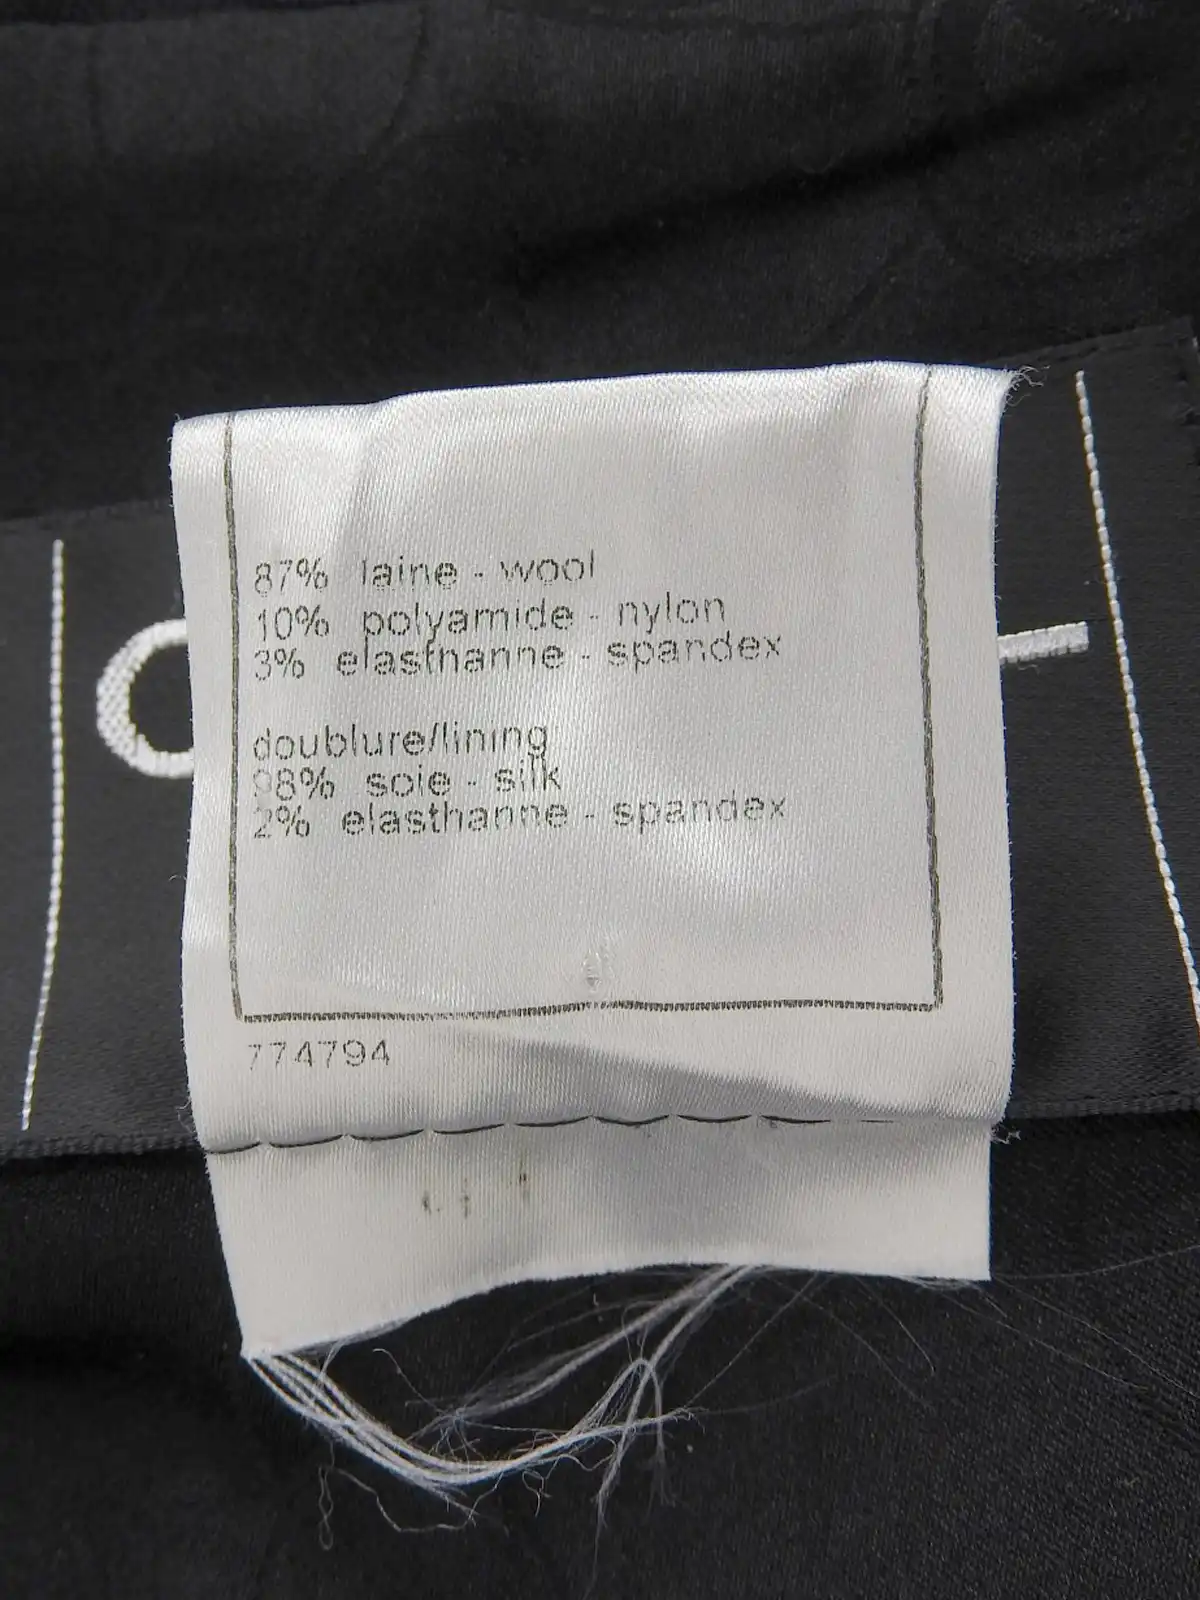 87% laine - wool
10% polyamide - nylon
3% elasthanne - spandex
doublure/lining
98% soie - silk
2% elasthanne - spandex
774794